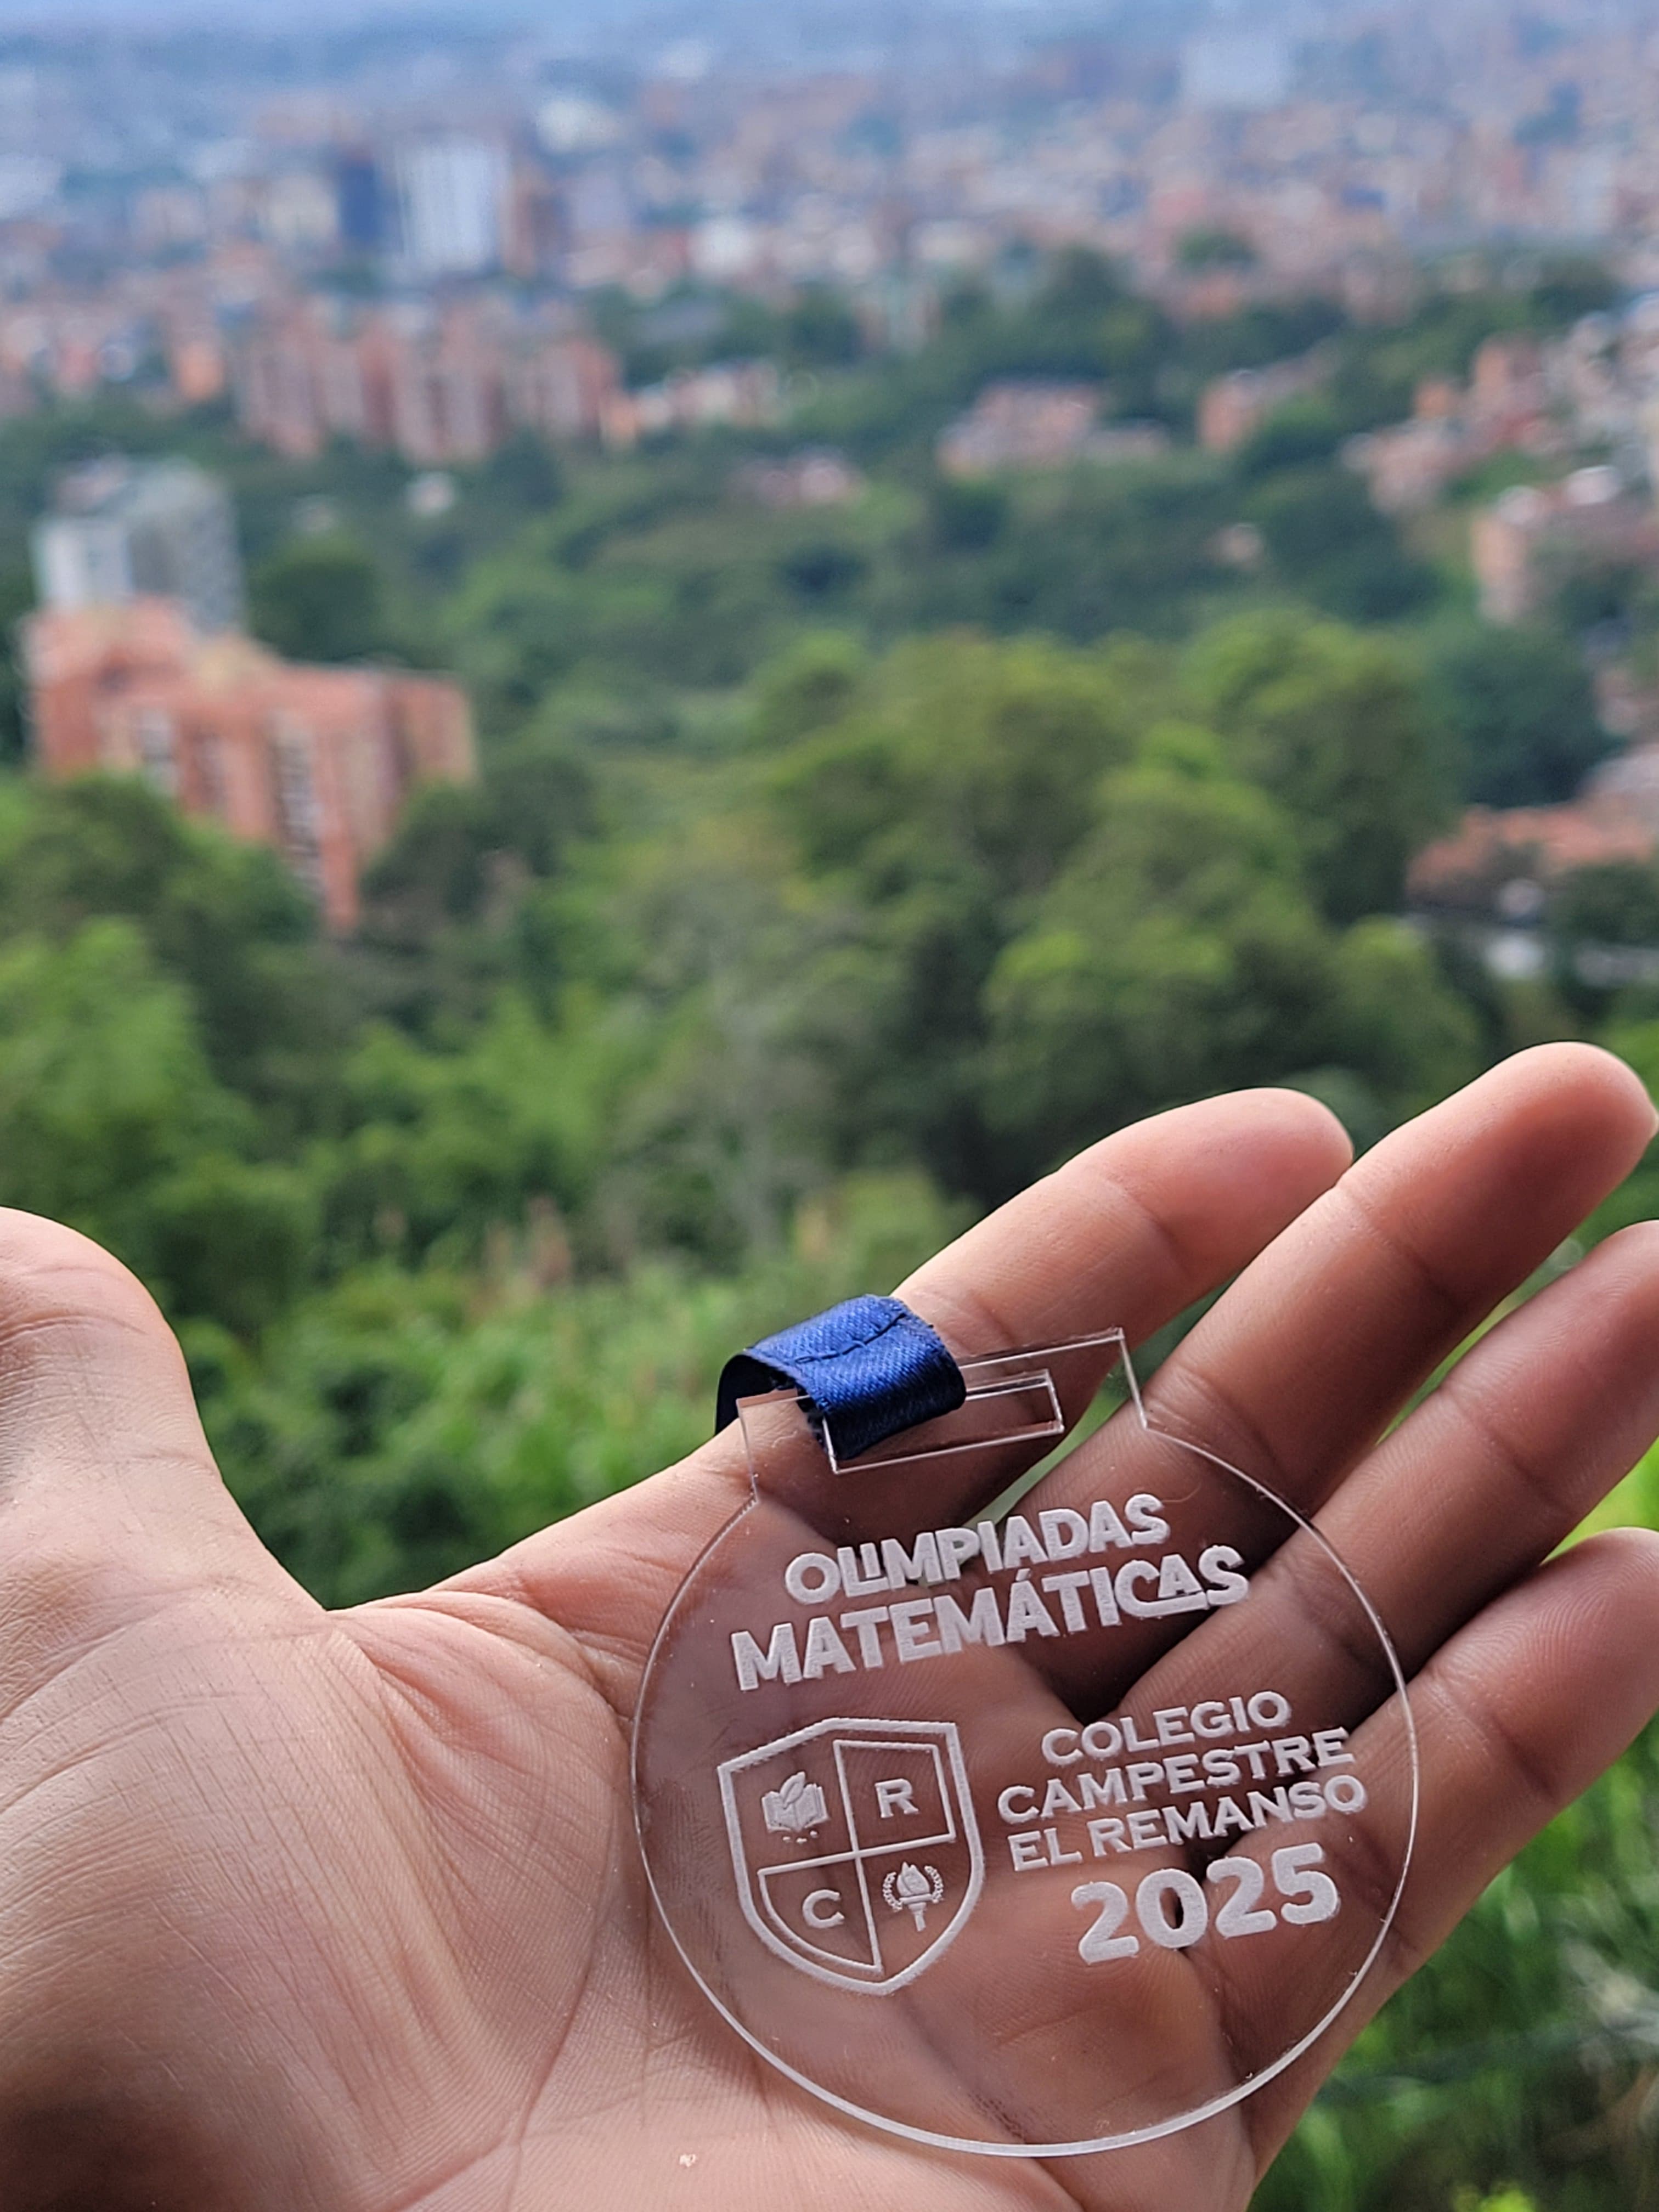 OLIMPIADAS
MATEMÁTICAS
COLEGIO
CAMPESTRE
EL REMANSO
2025
R
C